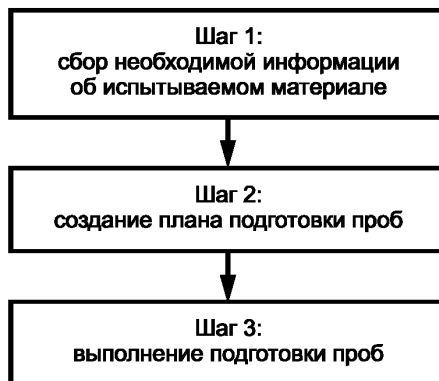 Шаг 1:
сбор необходимой информации
об испытываемом материале
Шаг 2:
создание плана подготовки проб
Шаг 3:
выполнение подготовки проб